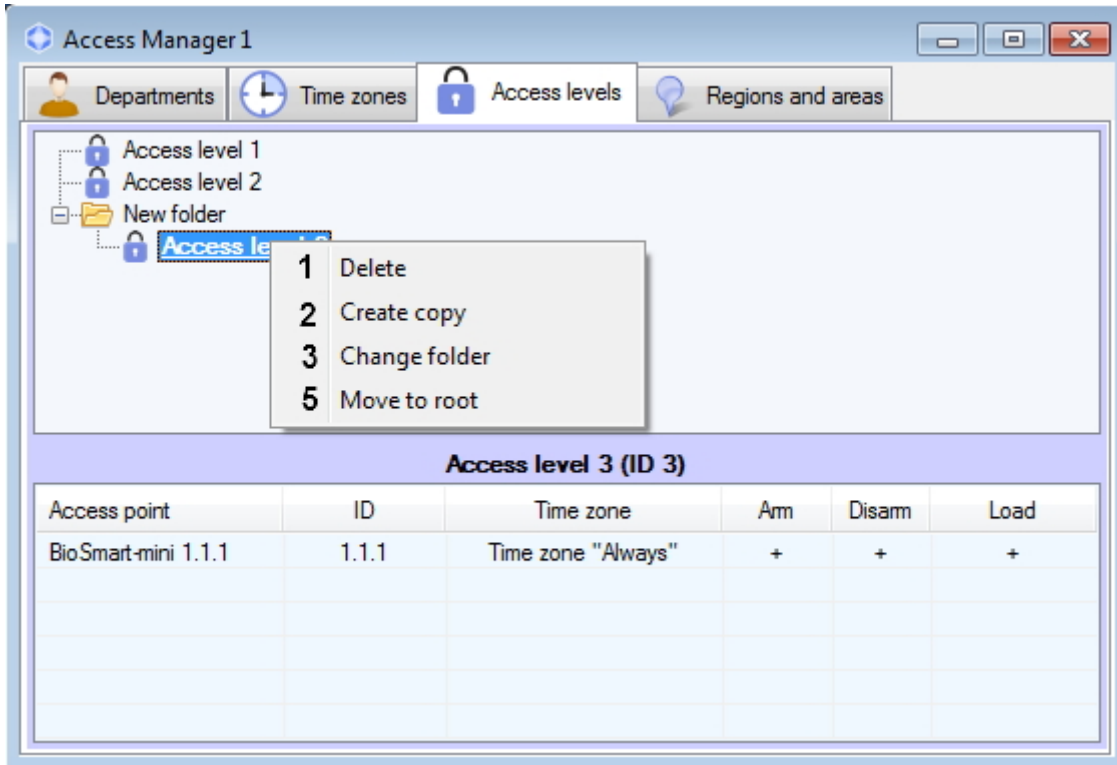 Access Manager 1
Departments Time zones Access levels Regions and areas
Access level 1
Access level 2
New folder
Access le
1 Delete
2 Create copy
3 Change folder
5 Move to root
Access level 3 (ID 3)
Access point ID Time zone Arm Disarm Load
BioSmart-mini 1.1.1 1.1.1 Time zone "Always" + + +